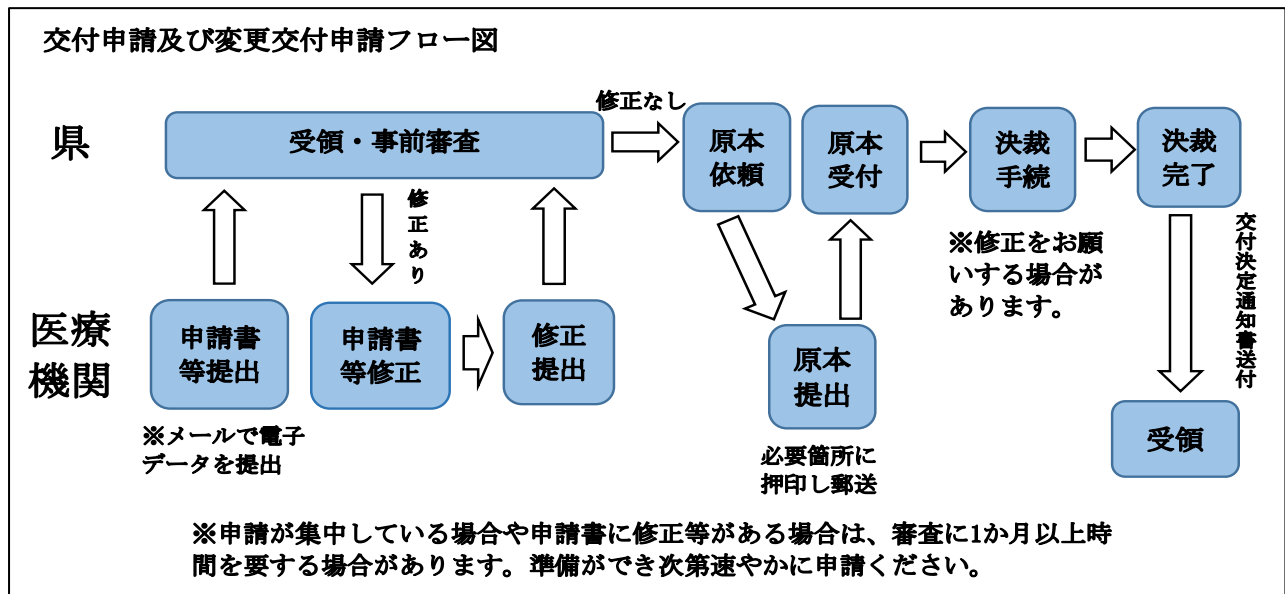 交付申請及び変更交付申請フロー図
県
受領・事前審査
修正なし
原本
依頼
原本
受付
決裁
手続
決裁
完了
修正あり
※修正をお願
いする場合が
あります。
交付決定通知書送付
医療
機関
申請書
等提出
申請書
等修正
修正
提出
原本
提出
受領
※メールで電子
データを提出
必要箇所に
押印し郵送
※申請が集中している場合や申請書に修正等がある場合は、審査に1か月以上時
間を要する場合があります。準備ができ次第速やかに申請ください。